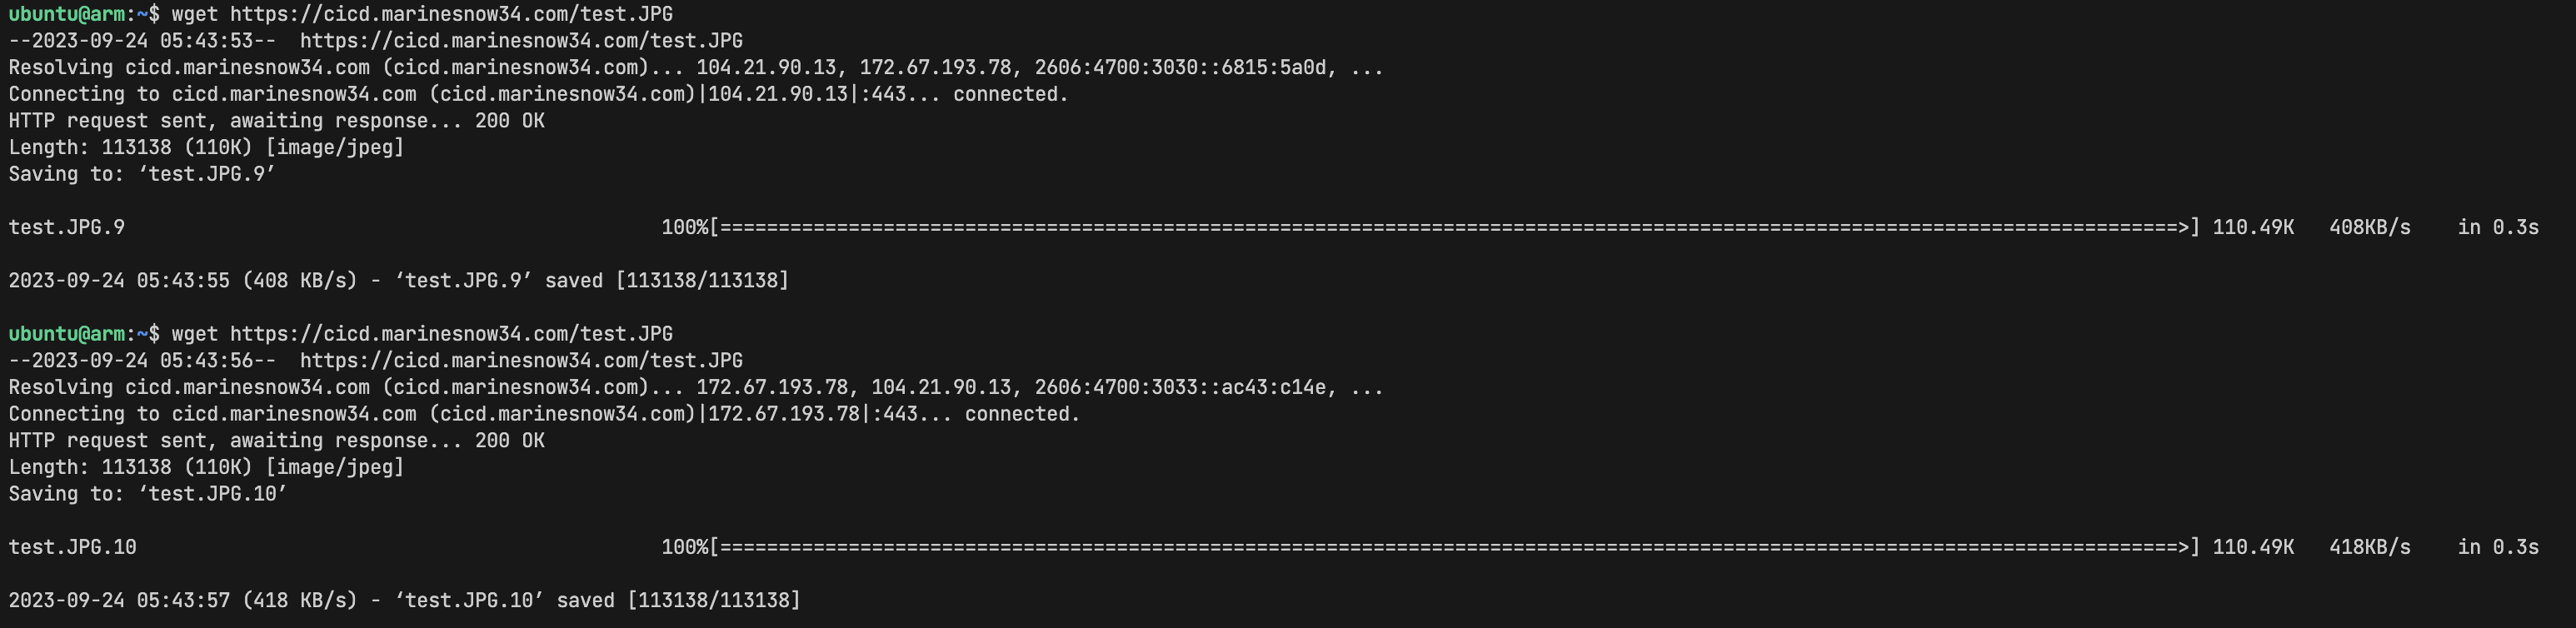 ubuntu@arm:~$ wget https://cicd.marinesnow34.com/test.JPG
--2023-09-24 05:43:53--  https://cicd.marinesnow34.com/test.JPG
Resolving cicd.marinesnow34.com (cicd.marinesnow34.com)... 104.21.90.13, 172.67.193.78, 2606:4700:3030::6815:5a0d, ...
Connecting to cicd.marinesnow34.com (cicd.marinesnow34.com)|104.21.90.13|:443... connected.
HTTP request sent, awaiting response... 200 OK
Length: 113138 (110K) [image/jpeg]
Saving to: ‘test.JPG.9’
test.JPG.9 100%[=============================================================================================================================>] 110.49K 408KB/s in 0.3s
2023-09-24 05:43:55 (408 KB/s) - ‘test.JPG.9’ saved [113138/113138]
ubuntu@arm:~$ wget https://cicd.marinesnow34.com/test.JPG
--2023-09-24 05:43:56--  https://cicd.marinesnow34.com/test.JPG
Resolving cicd.marinesnow34.com (cicd.marinesnow34.com)... 172.67.193.78, 104.21.90.13, 2606:4700:3033::ac43:c14e, ...
Connecting to cicd.marinesnow34.com (cicd.marinesnow34.com)|172.67.193.78|:443... connected.
HTTP request sent, awaiting response... 200 OK
Length: 113138 (110K) [image/jpeg]
Saving to: ‘test.JPG.10’
test.JPG.10 100%[=============================================================================================================================>] 110.49K 418KB/s in 0.3s
2023-09-24 05:43:57 (418 KB/s) - ‘test.JPG.10’ saved [113138/113138]